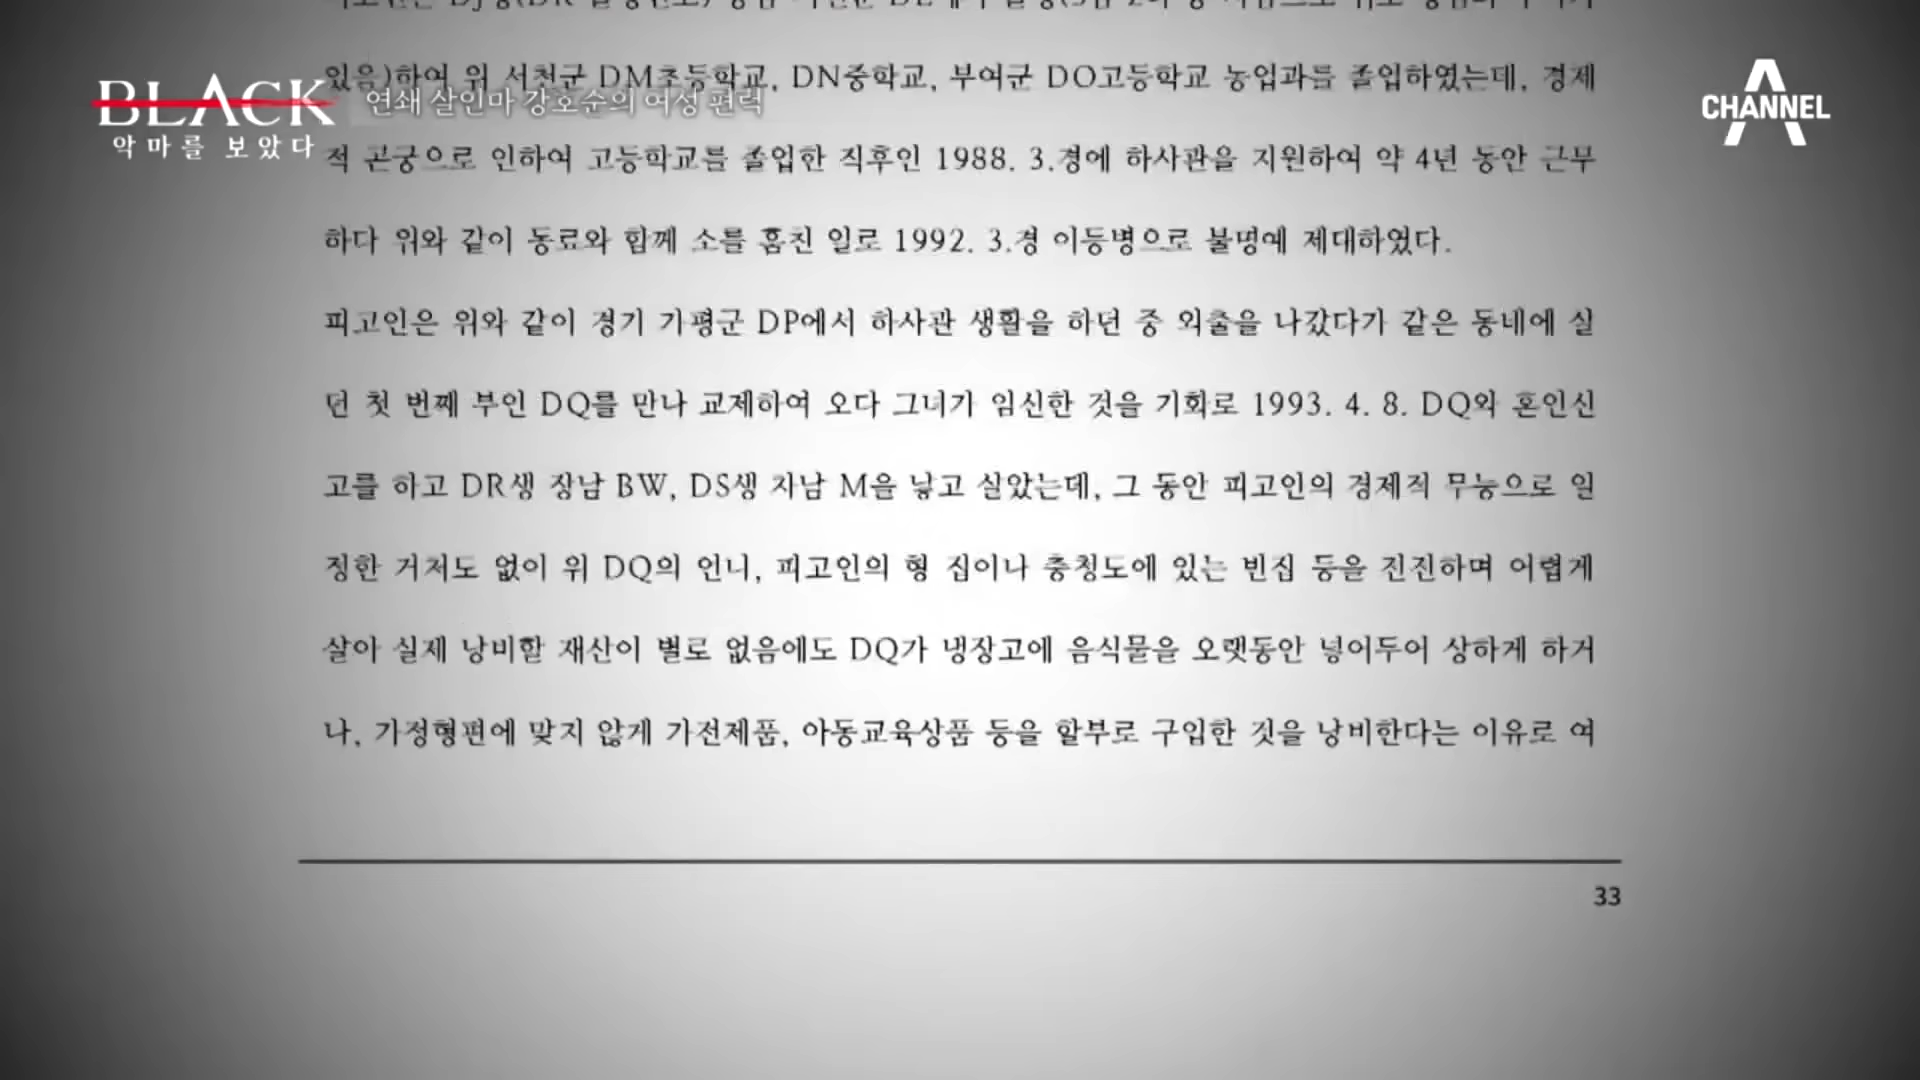 있음)하여 위 서천군 DM초등학교, DN중학교, 부여군 DO고등학교 농업과를 졸업하였는데, 경제
BLACK
연쇄 살인마 강호순의 여성 편력
악마를 보았다
CHANNEL A
적 곤궁으로 인하여 고등학교를 졸업한 직후인 1988. 3.경에 하사관을 지원하여 약 4년 동안 근무
하다 위와 같이 동료와 함께 소를 훔친 일로 1992. 3.경 이등병으로 불명예 제대하였다.
피고인은 위와 같이 경기 가평군 DP에서 하사관 생활을 하던 중 외출을 나갔다가 같은 동네에 살
던 첫 번째 부인 DQ를 만나 교제하여 오다 그녀가 임신한 것을 기회로 1993. 4. 8. DQ와 혼인신
고를 하고 DR생 장남 BW, DS생 차남 M을 낳고 살았는데, 그 동안 피고인의 경제적 무능으로 일
정한 거처도 없이 위 DQ의 언니, 피고인의 형 집이나 충청도에 있는 빈집 등을 전전하며 어렵게
살아 실제 낭비할 재산이 별로 없음에도 DQ가 냉장고에 음식물을 오랫동안 넣어두어 상하게 하거
나, 가정형편에 맞지 않게 가전제품, 아동교육상품 등을 할부로 구입한 것을 낭비한다는 이유로 여
33